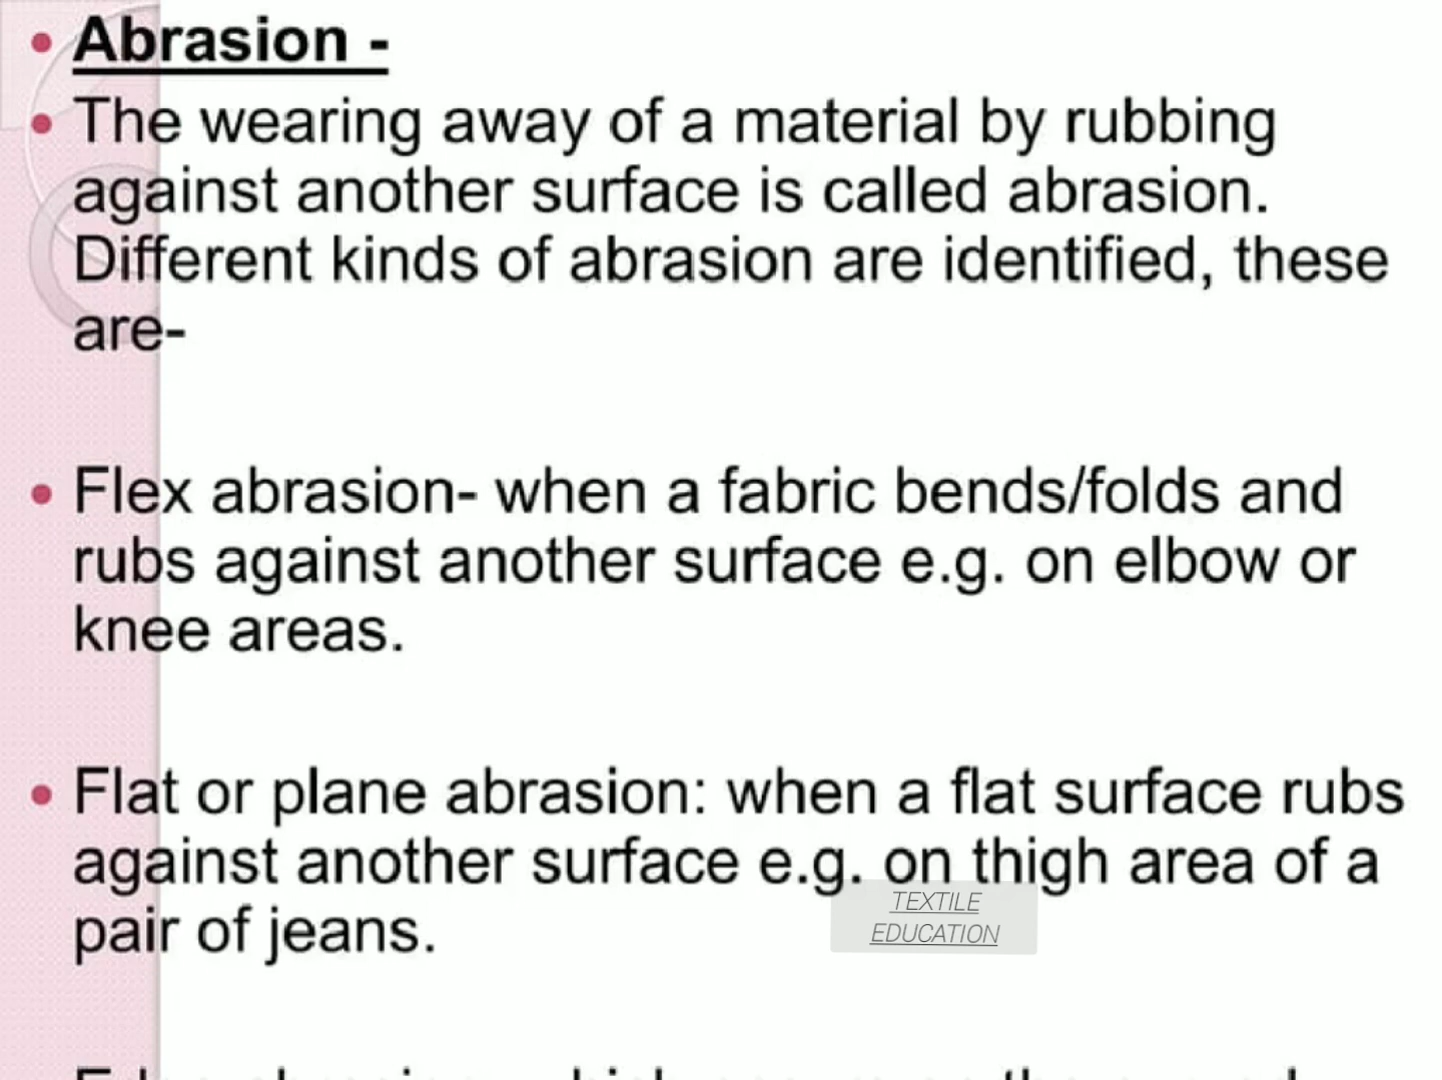 Abrasion -
The wearing away of a material by rubbing
against another surface is called abrasion.
Different kinds of abrasion are identified, these
are-
Flex abrasion- when a fabric bends/folds and
rubs against another surface e.g. on elbow or
knee areas.
Flat or plane abrasion: when a flat surface rubs
against another surface e.g. on thigh area of a
pair of jeans.
TEXTILE
EDUCATION